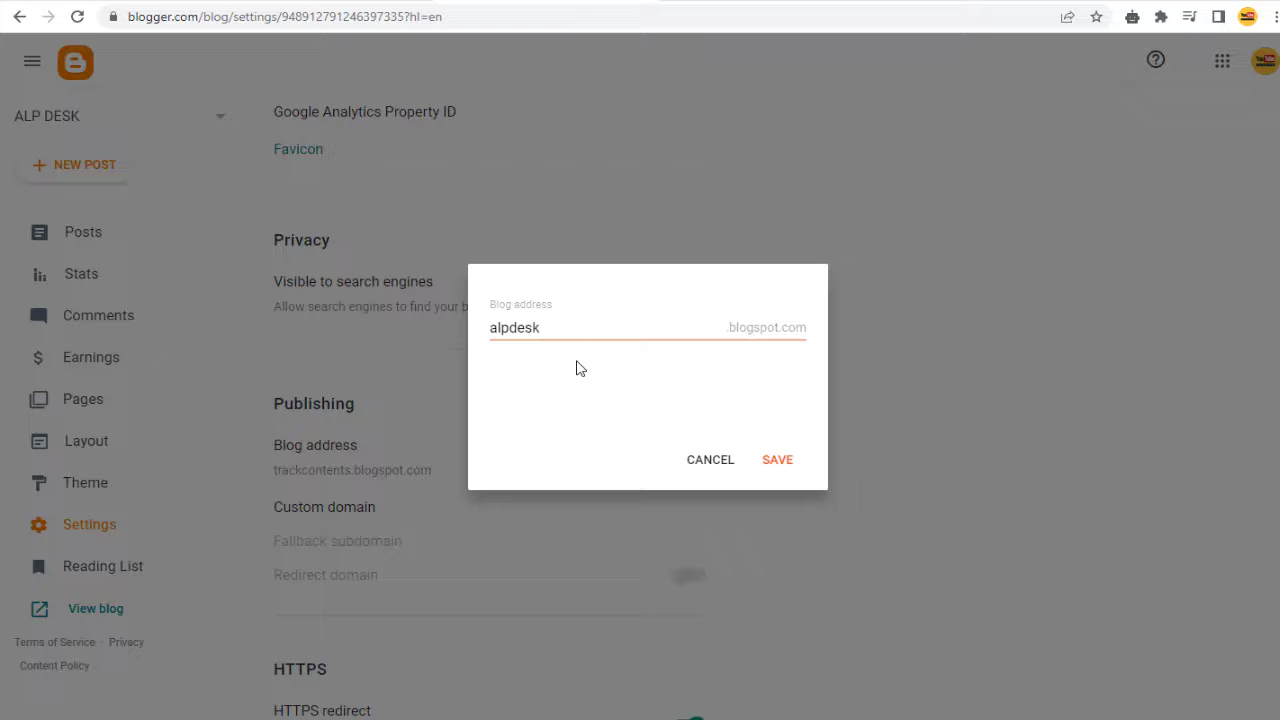 blogger.com/blog/settings/948912791246397335?hl=en
ALP DESK
NEW POST
Posts
Stats
Comments
Earnings
Pages
Layout
Theme
Settings
Reading List
View blog
Terms of Service · Privacy
Content Policy
Google Analytics Property ID
Favicon
Privacy
Visible to search engines
Allow search engines to find your b
Publishing
Blog address
trackcontents.blogspot.com
Custom domain
Fallback subdomain
Redirect domain
HTTPS
HTTPS redirect
Blog address
alpdesk .blogspot.com
CANCEL SAVE